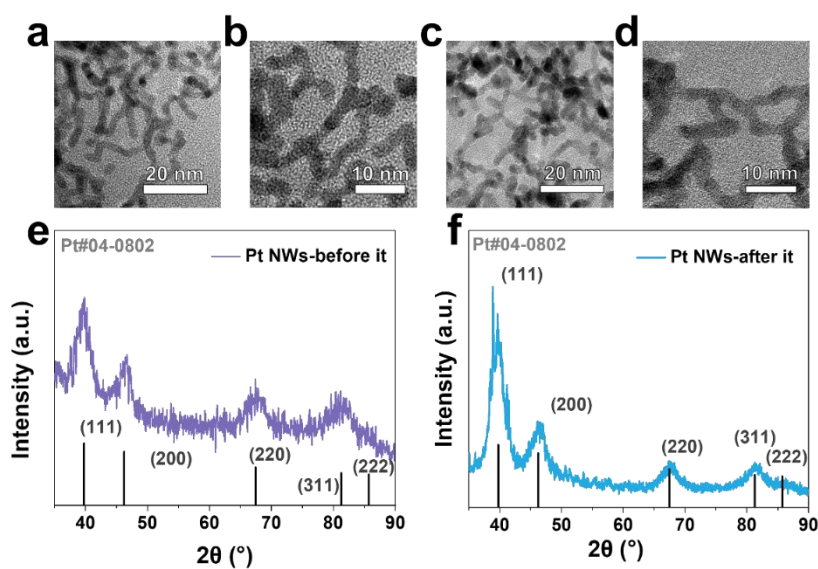 a
b
c
d
20 nm
10 nm
20 nm
10 nm
e
Pt#04-0802
Pt NWs-before it
Intensity (a.u.)
(111)
(200)
(220)
(311)
(222)
40 50 60 70 80 90
2θ (°)
f
Pt#04-0802
Pt NWs-after it
Intensity (a.u.)
(111)
(200)
(220)
(311)
(222)
40 50 60 70 80 90
2θ (°)